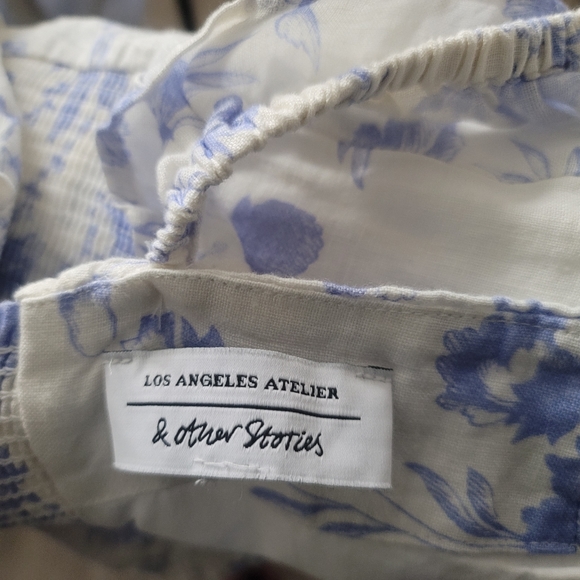 LOS ANGELES ATELIER
& other Stories